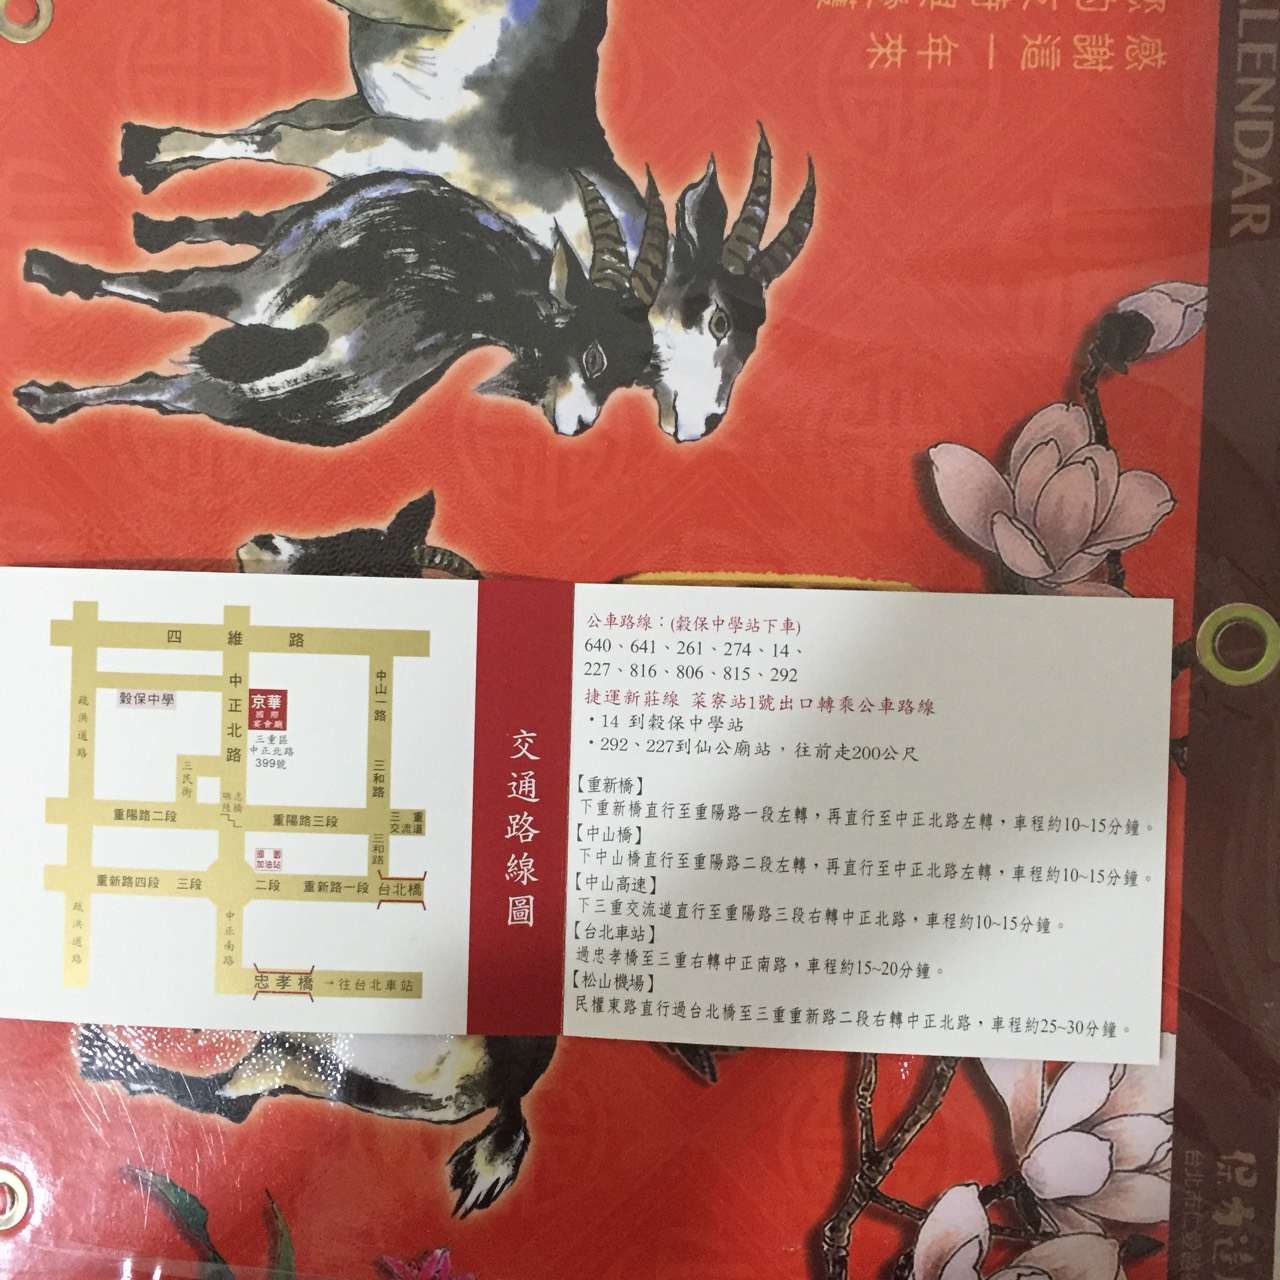 感謝這一年來
ALENDAR
四維路
中正北路
中山一路
疏洪道路
穀保中學
京華
國際
宴會廳
三重區
中正北路
399號
三民街
三和路
重陽路二段
重陽路三段
三重
交流道
三和路
國園
加油站
重新路四段 三段 二段 重新路一段 台北橋
疏洪道路
中正南路
忠孝橋 →往台北車站
交通路線圖
公車路線：(穀保中學站下車)
640、641、261、274、14、
227、816、806、815、292
捷運新莊線 菜寮站1號出口轉乘公車路線
・14 到穀保中學站
・292、227到仙公廟站，往前走200公尺
【重新橋】
下重新橋直行至重陽路一段左轉，再直行至中正北路左轉，車程約10~15分鐘。
【中山橋】
下中山橋直行至重陽路二段左轉，再直行至中正北路左轉，車程約10~15分鐘。
【中山高速】
下三重交流道直行至重陽路三段右轉中正北路，車程約10~15分鐘。
【台北車站】
過忠孝橋至三重右轉中正南路，車程約15~20分鐘。
【松山機場】
民權東路直行過台北橋至三重重新路二段右轉中正北路，車程約25~30分鐘。